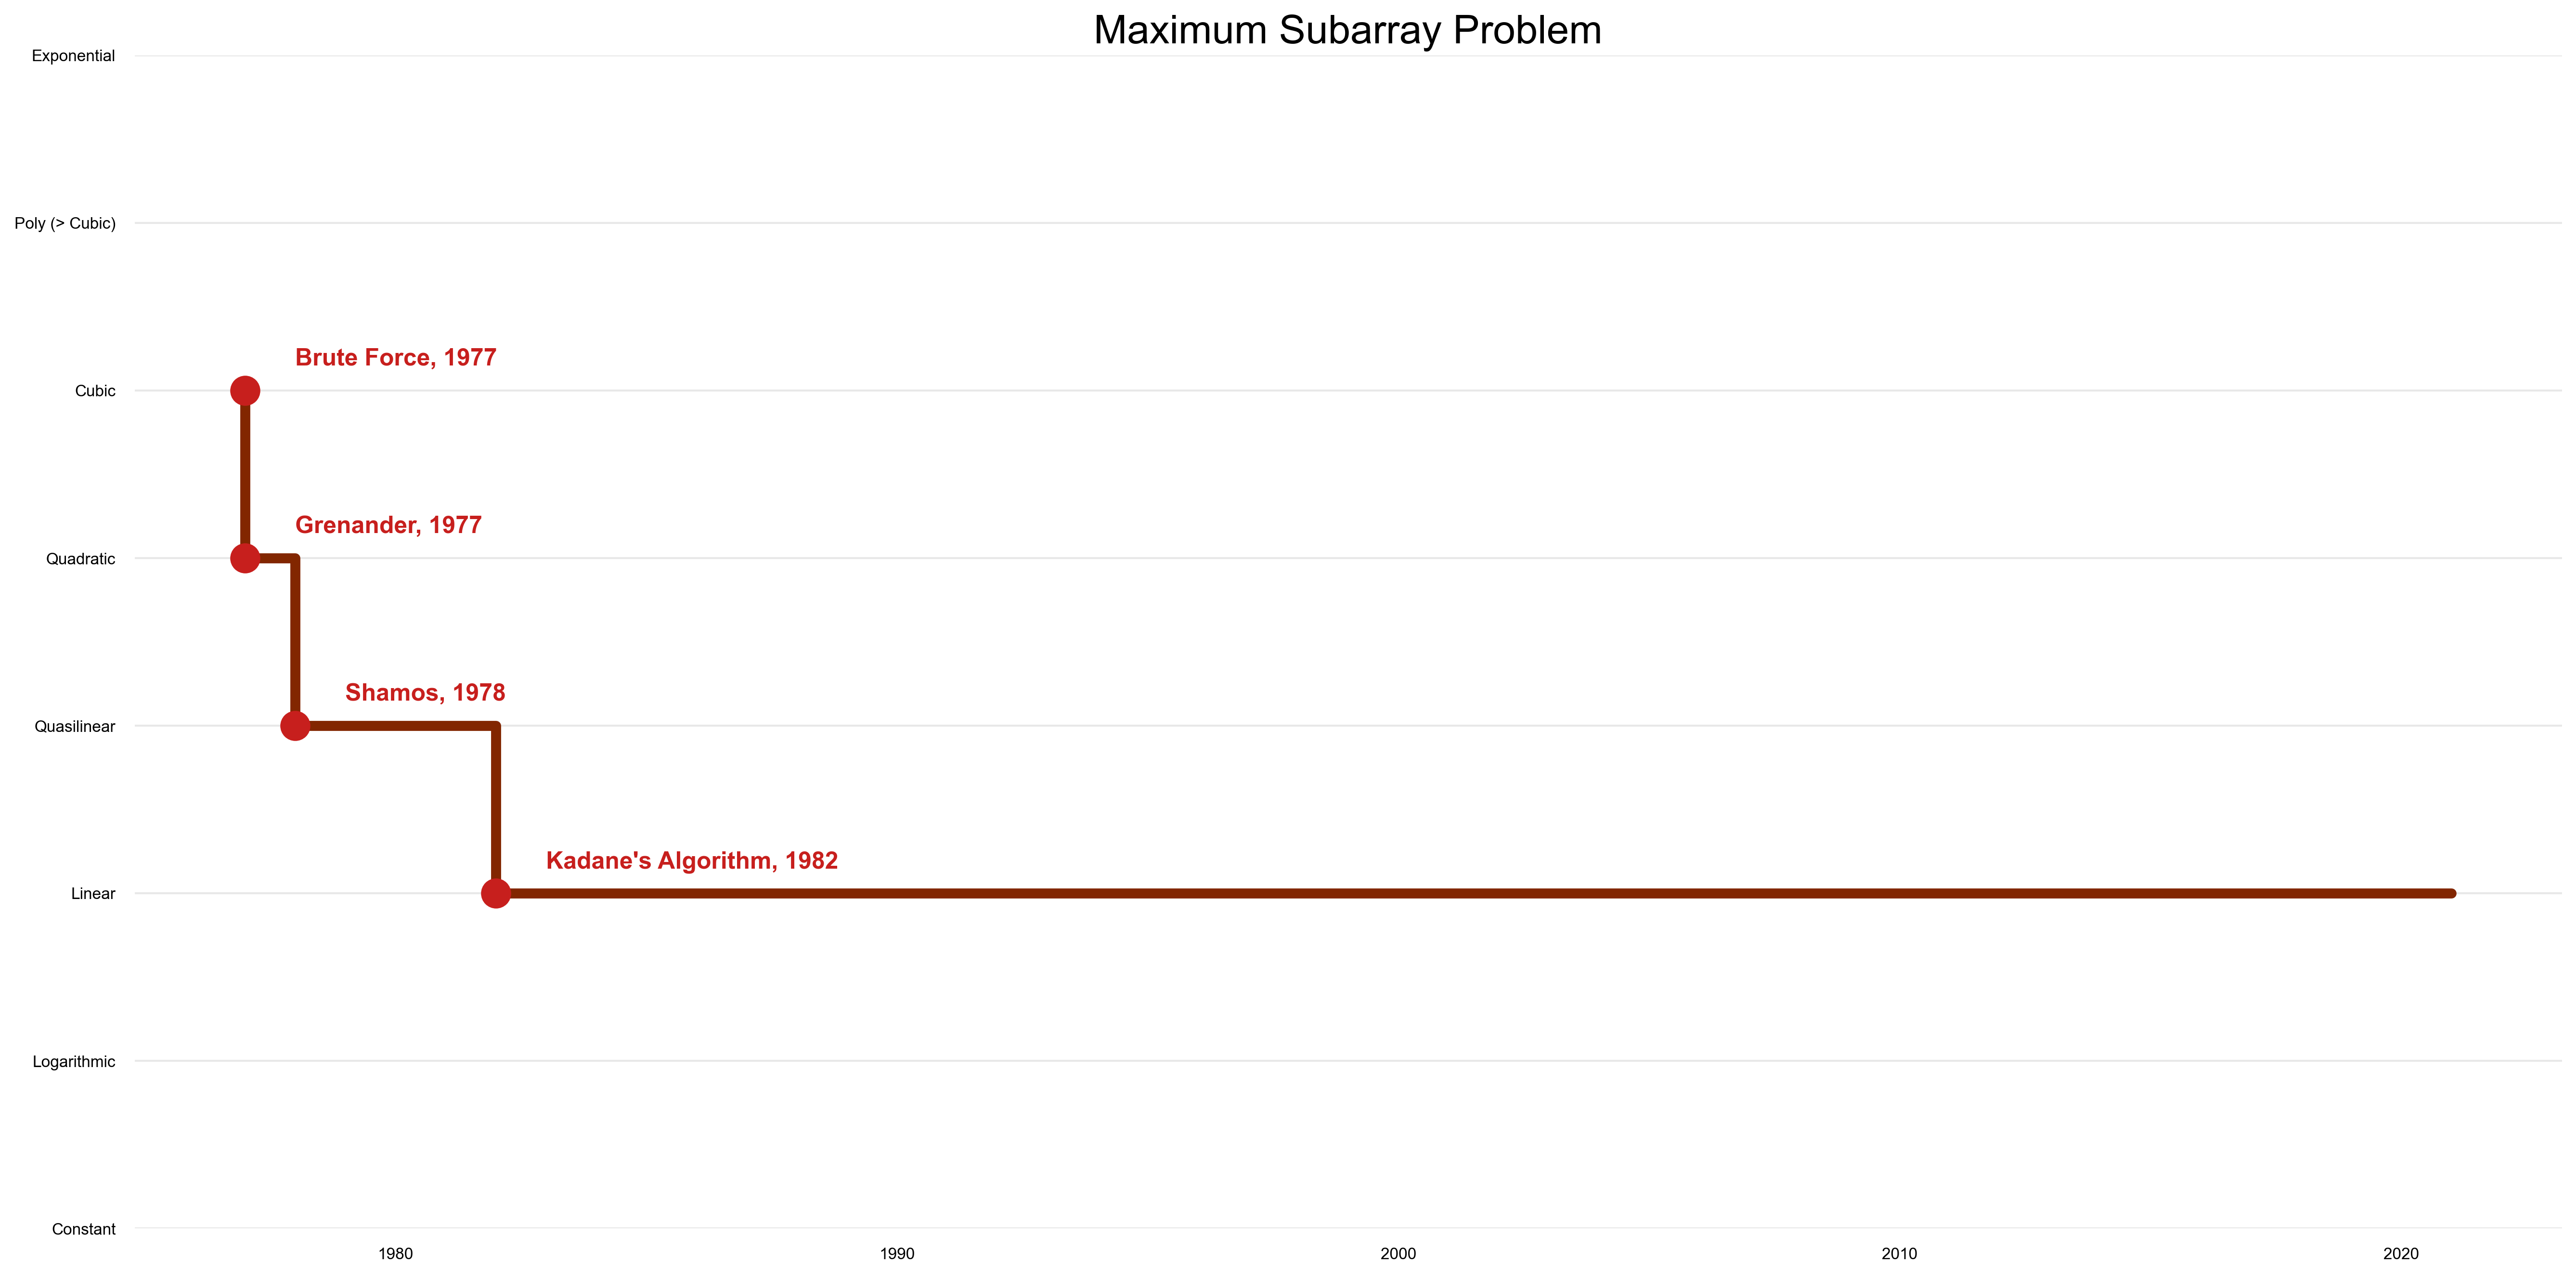 Maximum Subarray Problem
Exponential
Poly (> Cubic)
Brute Force, 1977
Cubic
Grenander, 1977
Quadratic
Shamos, 1978
Quasilinear
Kadane's Algorithm, 1982
Linear
Logarithmic
Constant
1980 1990 2000 2010 2020